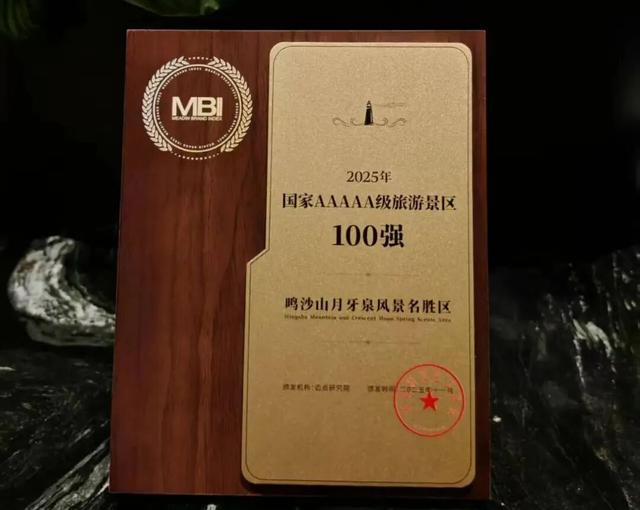 MBI
MEADIN BRAND INDEX
2025年
国家AAAAA级旅游景区
100强
鸣沙山月牙泉风景名胜区
Mingsha Mountain and Crescent Moon Spring Scenic Area
颁发机构:迈点研究院 颁发时间:二〇二五年十一月